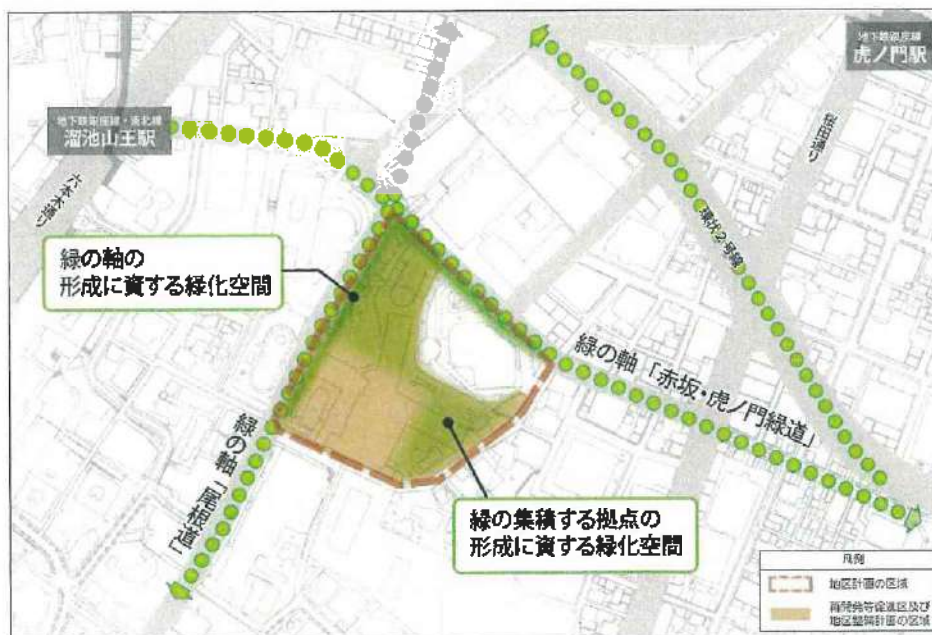 地下鉄銀座線
虎ノ門駅
地下鉄銀座線・南北線
溜池山王駅
桜田通り
六本木通り
環状2号線
緑の軸の
形成に資する緑化空間
緑の軸「赤坂・虎ノ門緑道」
緑の軸「尾根道」
緑の集積する拠点の
形成に資する緑化空間
凡例
地区計画の区域
再開発等促進区及び
地区整備計画の区域